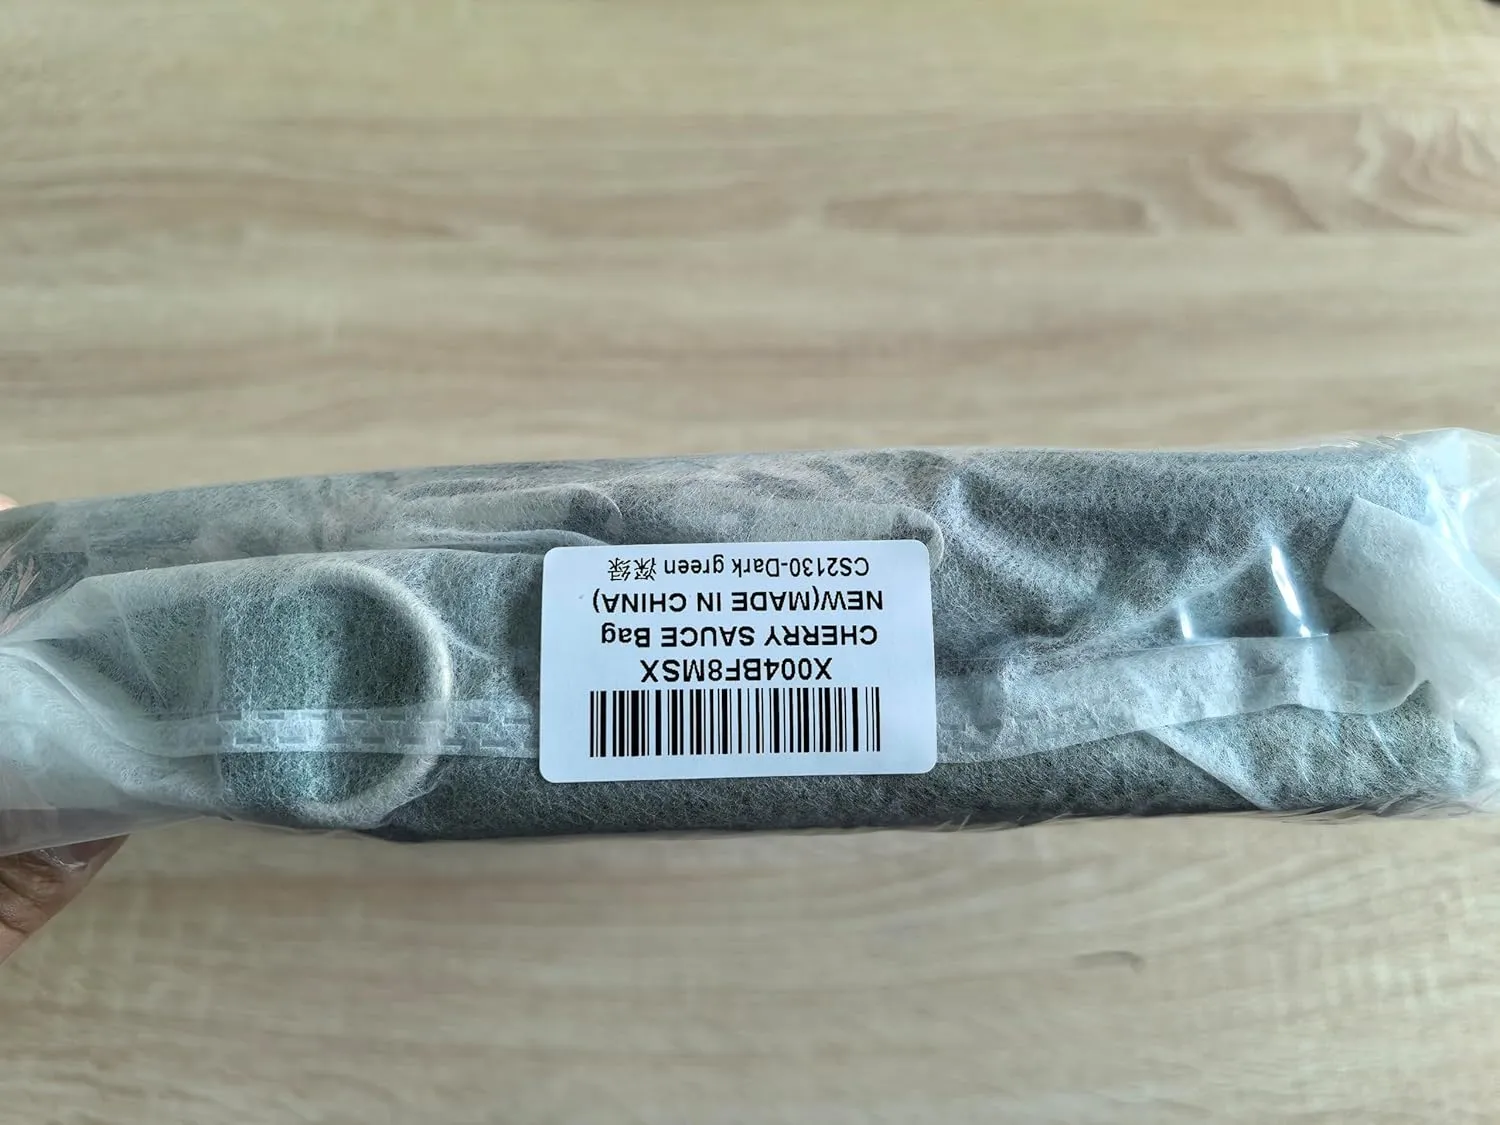 X004BF8MSX
CHERRY SAUCE Bag
NEW(MADE IN CHINA)
CS2130-Dark green 深绿